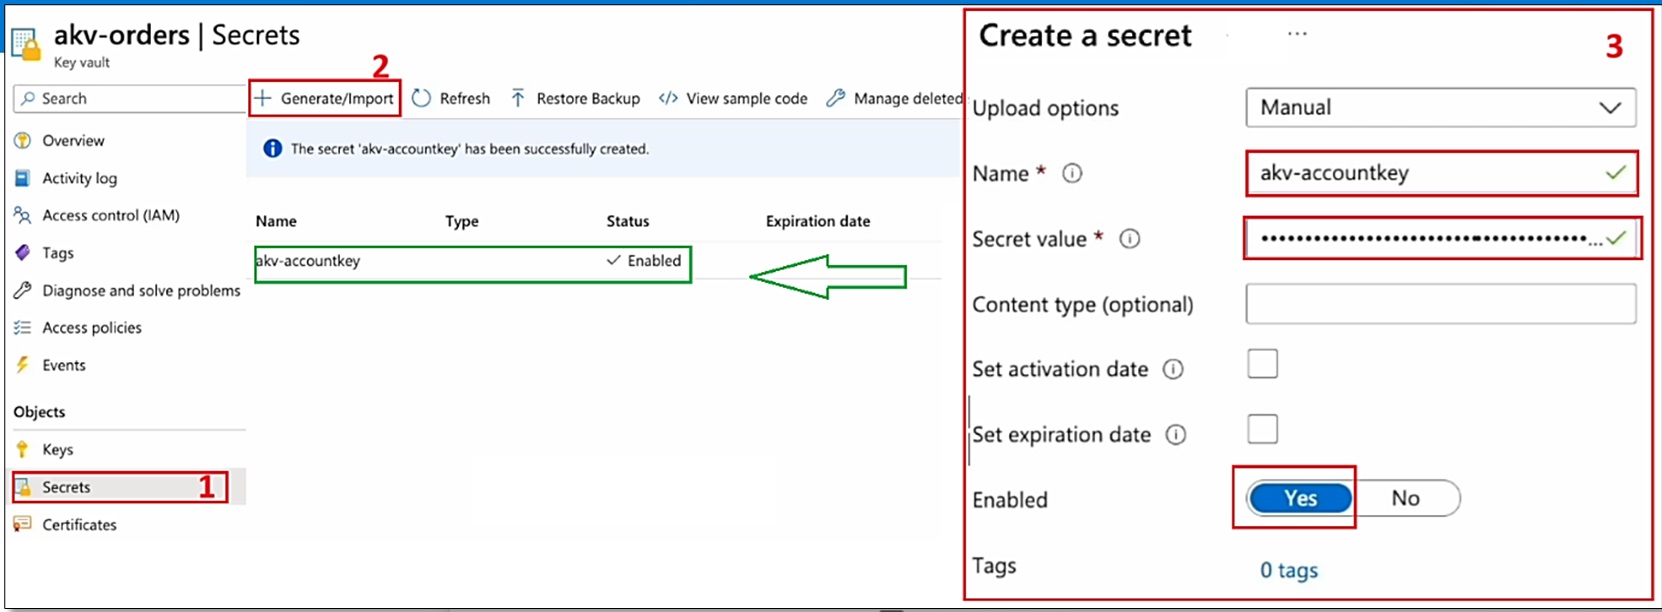 akv-orders | Secrets
Key vault
2
Search
Generate/Import
Refresh
Restore Backup
</> View sample code
Manage deleted
The secret 'akv-accountkey' has been successfully created.
Overview
Activity log
Access control (IAM)
Tags
Diagnose and solve problems
Access policies
Events
Objects
Keys
Secrets
1
Certificates
Name Type Status Expiration date
akv-accountkey Enabled
Create a secret ...
3
Upload options Manual
Name * akv-accountkey
Secret value * ...
Content type (optional)
Set activation date
Set expiration date
Enabled Yes No
Tags 0 tags